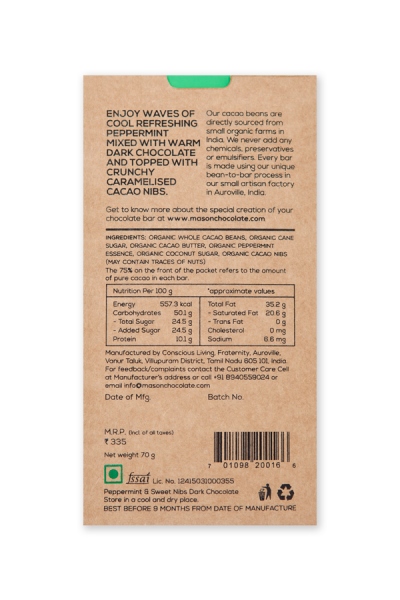 ENJOY WAVES OF
COOL REFRESHING
PEPPERMINT
MIXED WITH WARM
DARK CHOCOLATE
AND TOPPED WITH
CRUNCHY
CARAMELISED
CACAO NIBS.
Our cacao beans are
directly sourced from
small organic farms in
India. We never add any
chemicals, preservatives
or emulsifiers. Every bar
is made using our unique
bean-to-bar process in
our small artisan factory
in Auroville, India.
Get to know more about the special creation of your
chocolate bar at www.masonchocolate.com
INGREDIENTS: ORGANIC WHOLE CACAO BEANS, ORGANIC CANE
SUGAR, ORGANIC CACAO BUTTER, ORGANIC PEPPERMINT
ESSENCE, ORGANIC COCONUT SUGAR, ORGANIC CACAO NIBS
(MAY CONTAIN TRACES OF NUTS)
The 75% on the front of the pocket refers to the amount
of pure cacao in each bar.
Nutrition Per 100 g *approximate values
Energy 557.3 kcal Total Fat 35.2 g
Carbohydrates 50.1 g - Saturated Fat 20.6 g
- Total Sugar 24.5 g - Trans Fat 0 g
- Added Sugar 24.5 g Cholesterol 0 mg
Protein 10.1 g Sodium 8.6 mg
Manufactured by Conscious Living, Fraternity, Auroville,
Vanur Taluk, Villupuram District, Tamil Nadu 605 101, India.
For feedback/complaints contact the Customer Care Cell
at Manufacturer's address or call +91 8940559024 or
email info@masonchocolate.com
Date of Mfg. Batch No.
M.R.P. (Incl. of all taxes)
₹ 335
Net weight 70 g
7 01098 20016 6
fssai Lic. No. 12415031000355
Peppermint & Sweet Nibs Dark Chocolate
Store in a cool and dry place.
BEST BEFORE 9 MONTHS FROM DATE OF MANUFACTURE